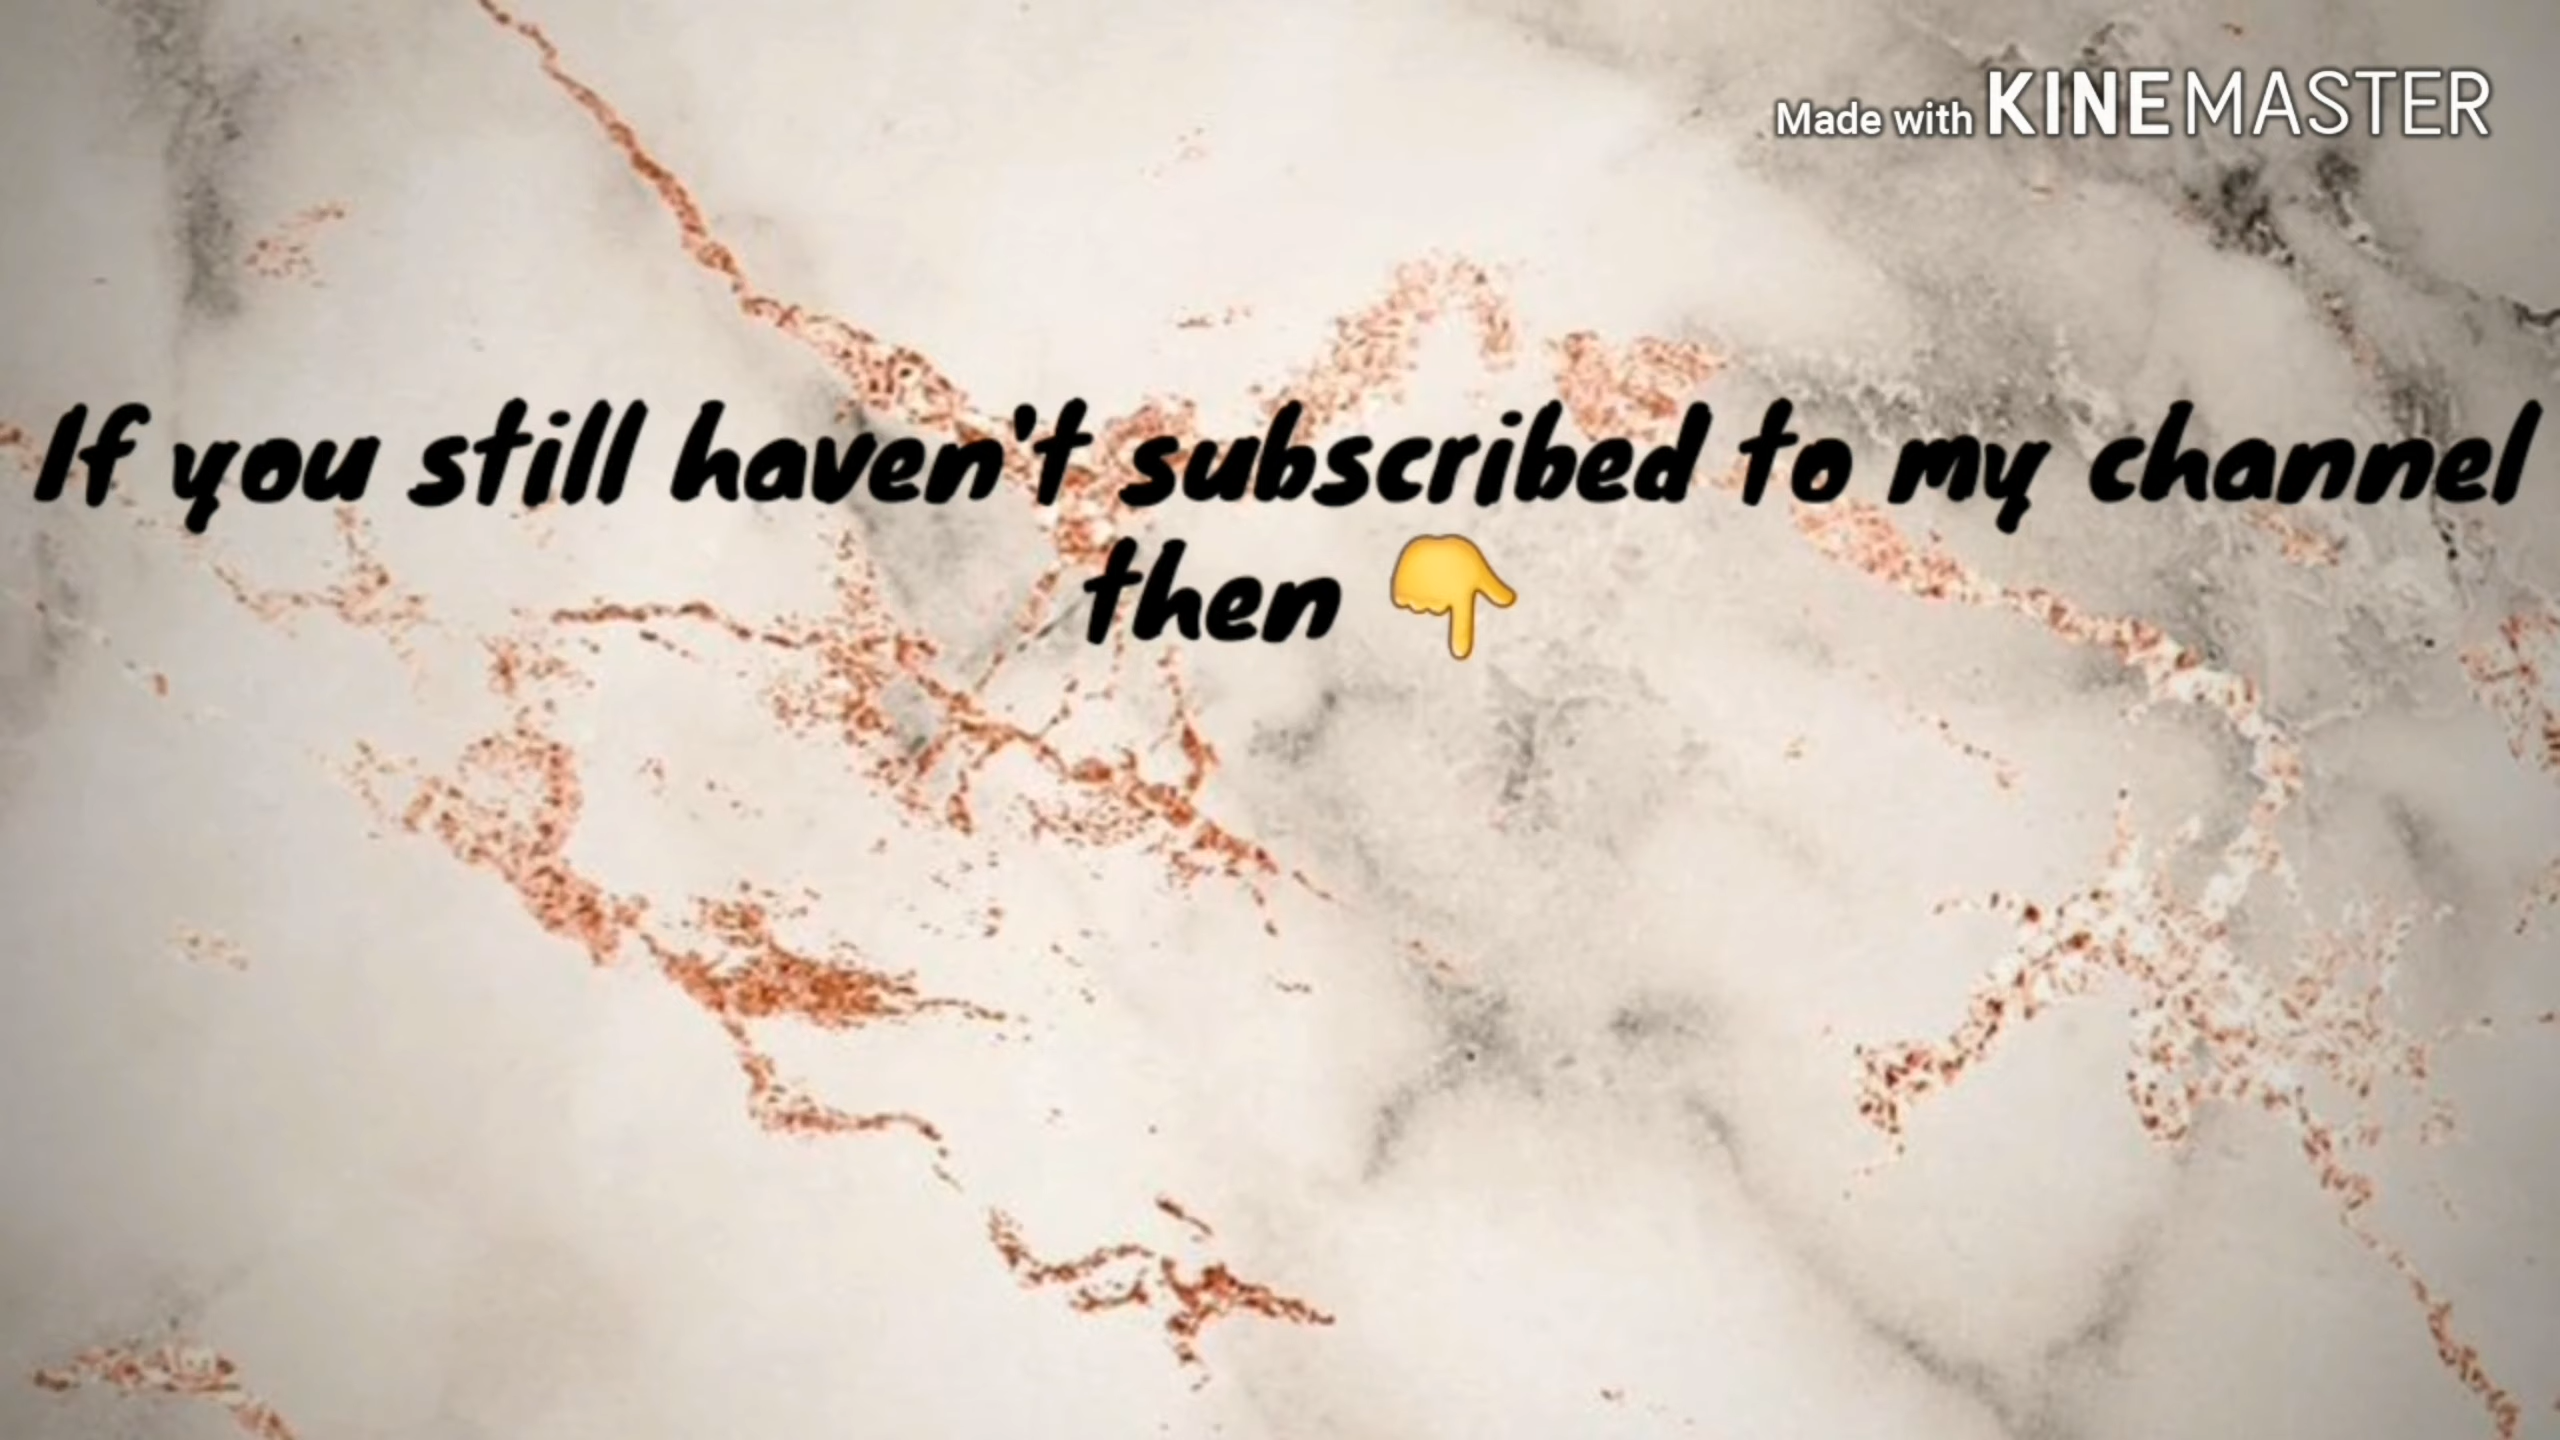 Made with KINEMASTER
If you still haven't subscribed to my channel
then 👇